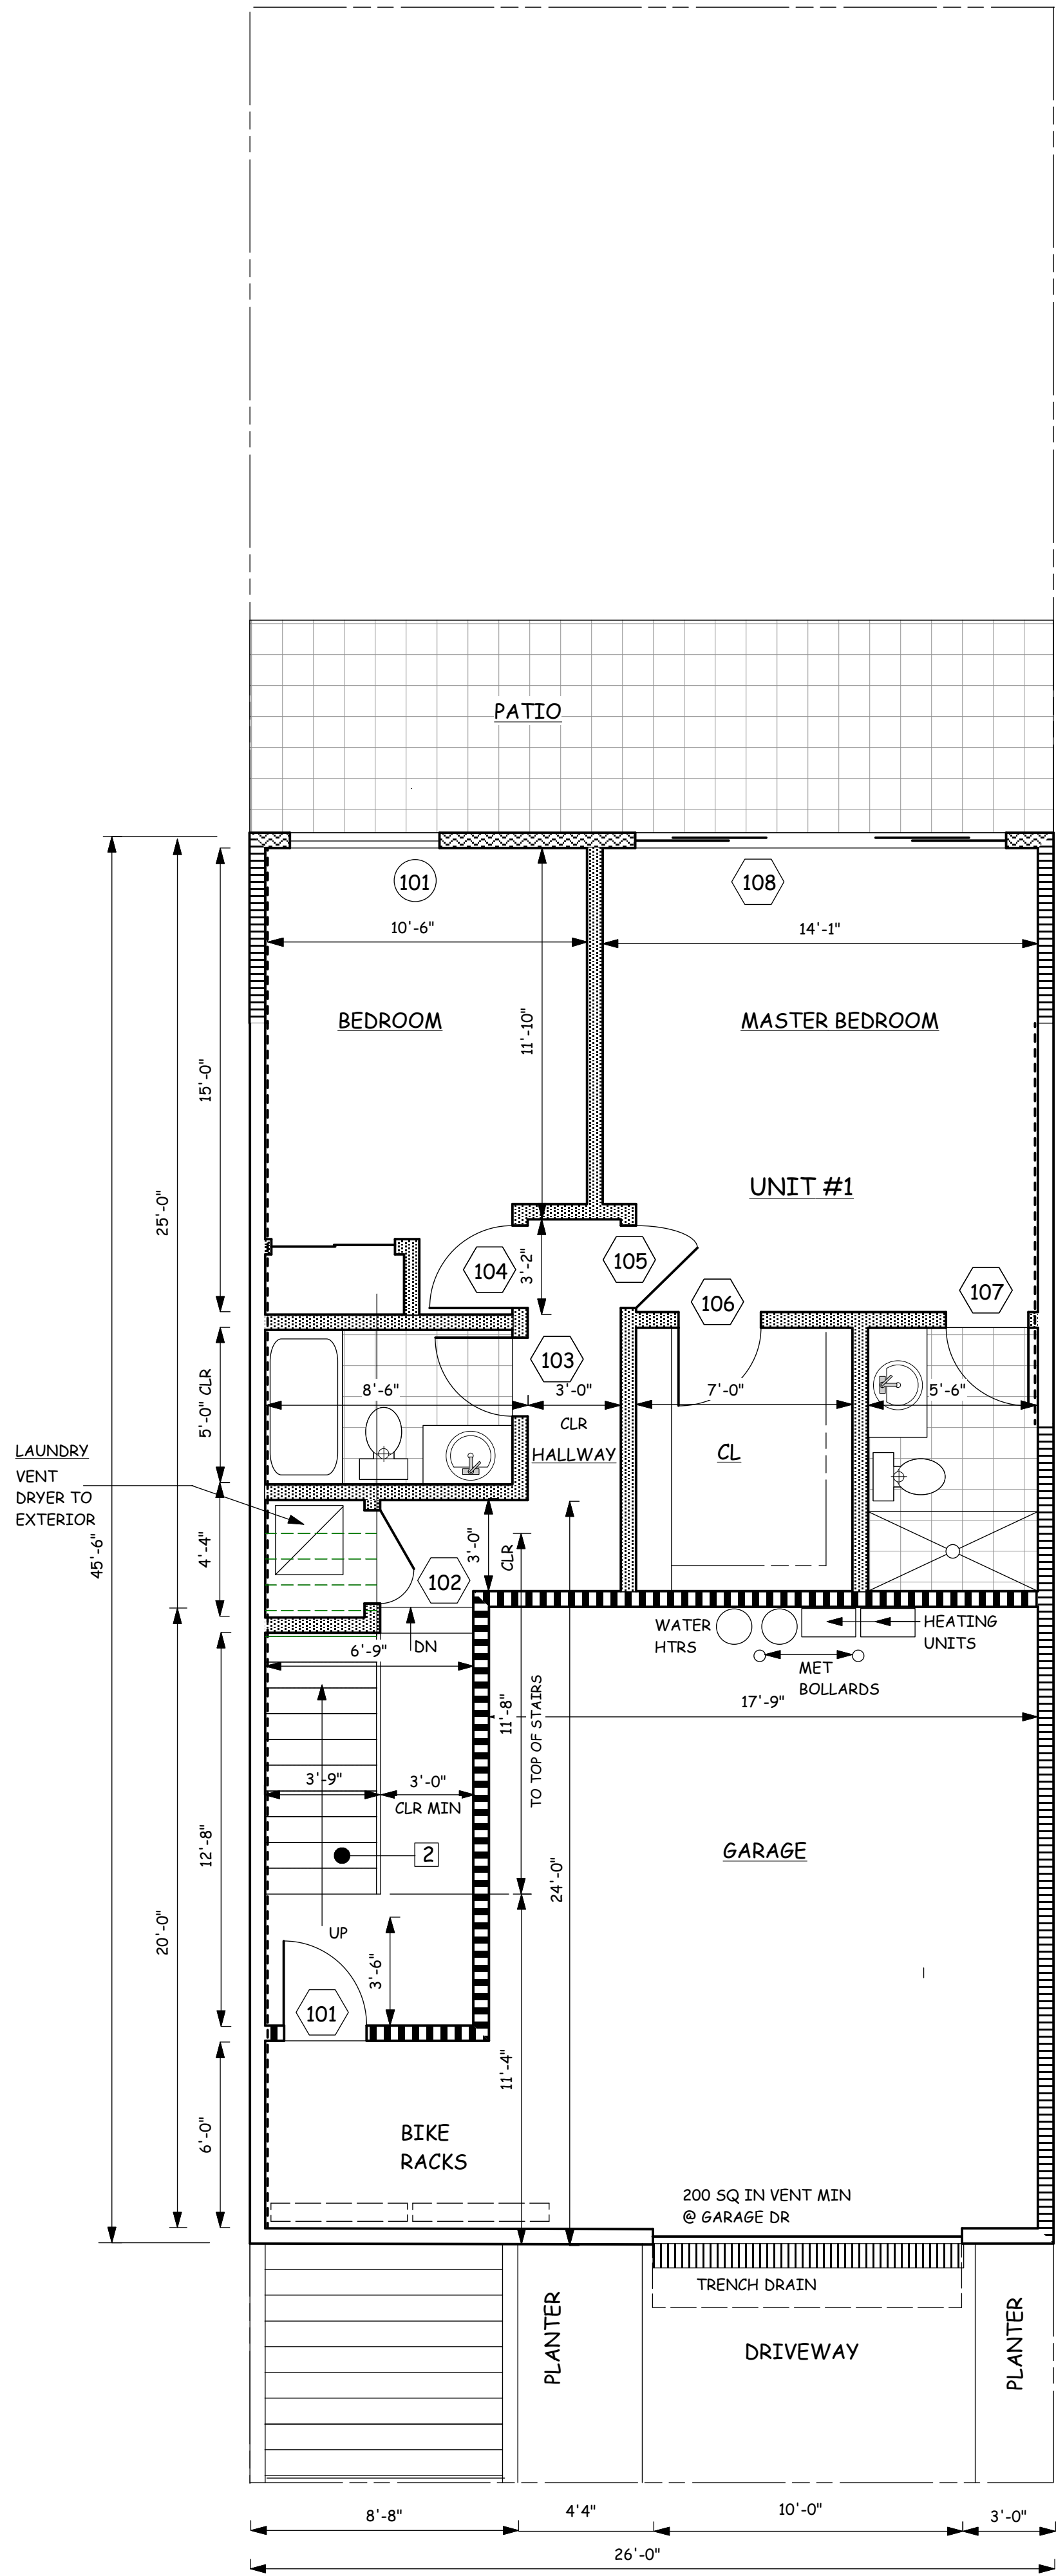 PATIO
101
108
10'-6"
14'-1"
BEDROOM
MASTER BEDROOM
11'-10"
15'-0"
UNIT #1
25'-0"
104
3'-2"
105
106
107
103
8'-6"
3'-0"
7'-0"
5'-6"
5'-0" CLR
CLR
HALLWAY
CL
LAUNDRY
VENT
DRYER TO
EXTERIOR
45'-6"
4'-4"
3'-0"
CLR
102
WATER
HTRS
HEATING
UNITS
DN
6'-9"
MET
BOLLARDS
17'-9"
11'-8"
TO TOP OF STAIRS
3'-9"
3'-0"
CLR MIN
12'-8"
2
GARAGE
24'-0"
20'-0"
UP
3'-6"
101
11'-4"
6'-0"
BIKE
RACKS
200 SQ IN VENT MIN
@ GARAGE DR
TRENCH DRAIN
PLANTER
DRIVEWAY
PLANTER
8'-8"
4'4"
10'-0"
3'-0"
26'-0"